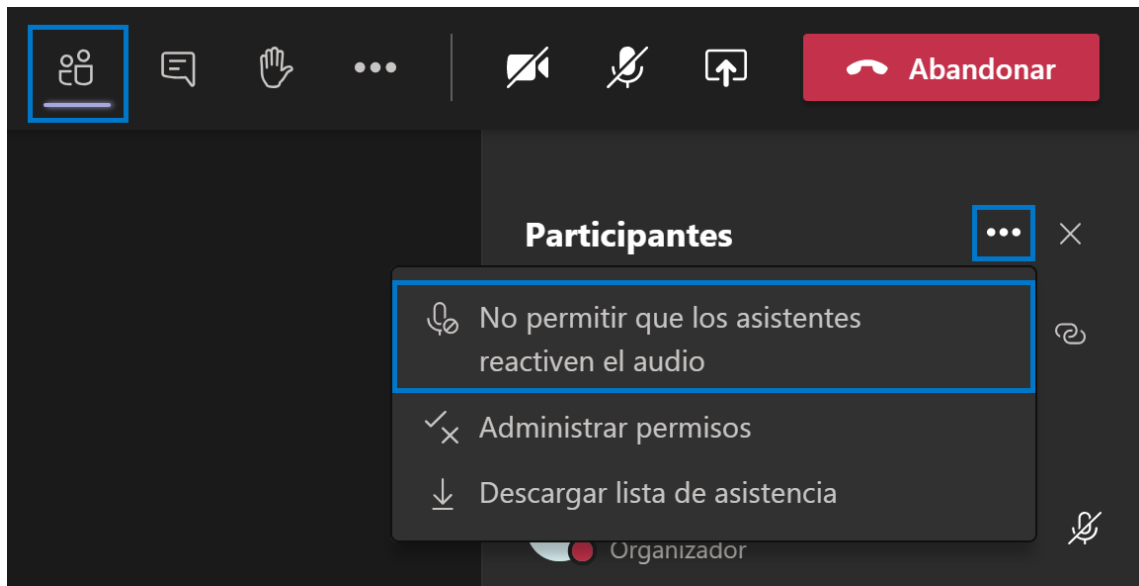 Abandonar
Participantes
No permitir que los asistentes
reactiven el audio
Administrar permisos
Descargar lista de asistencia
Organizador